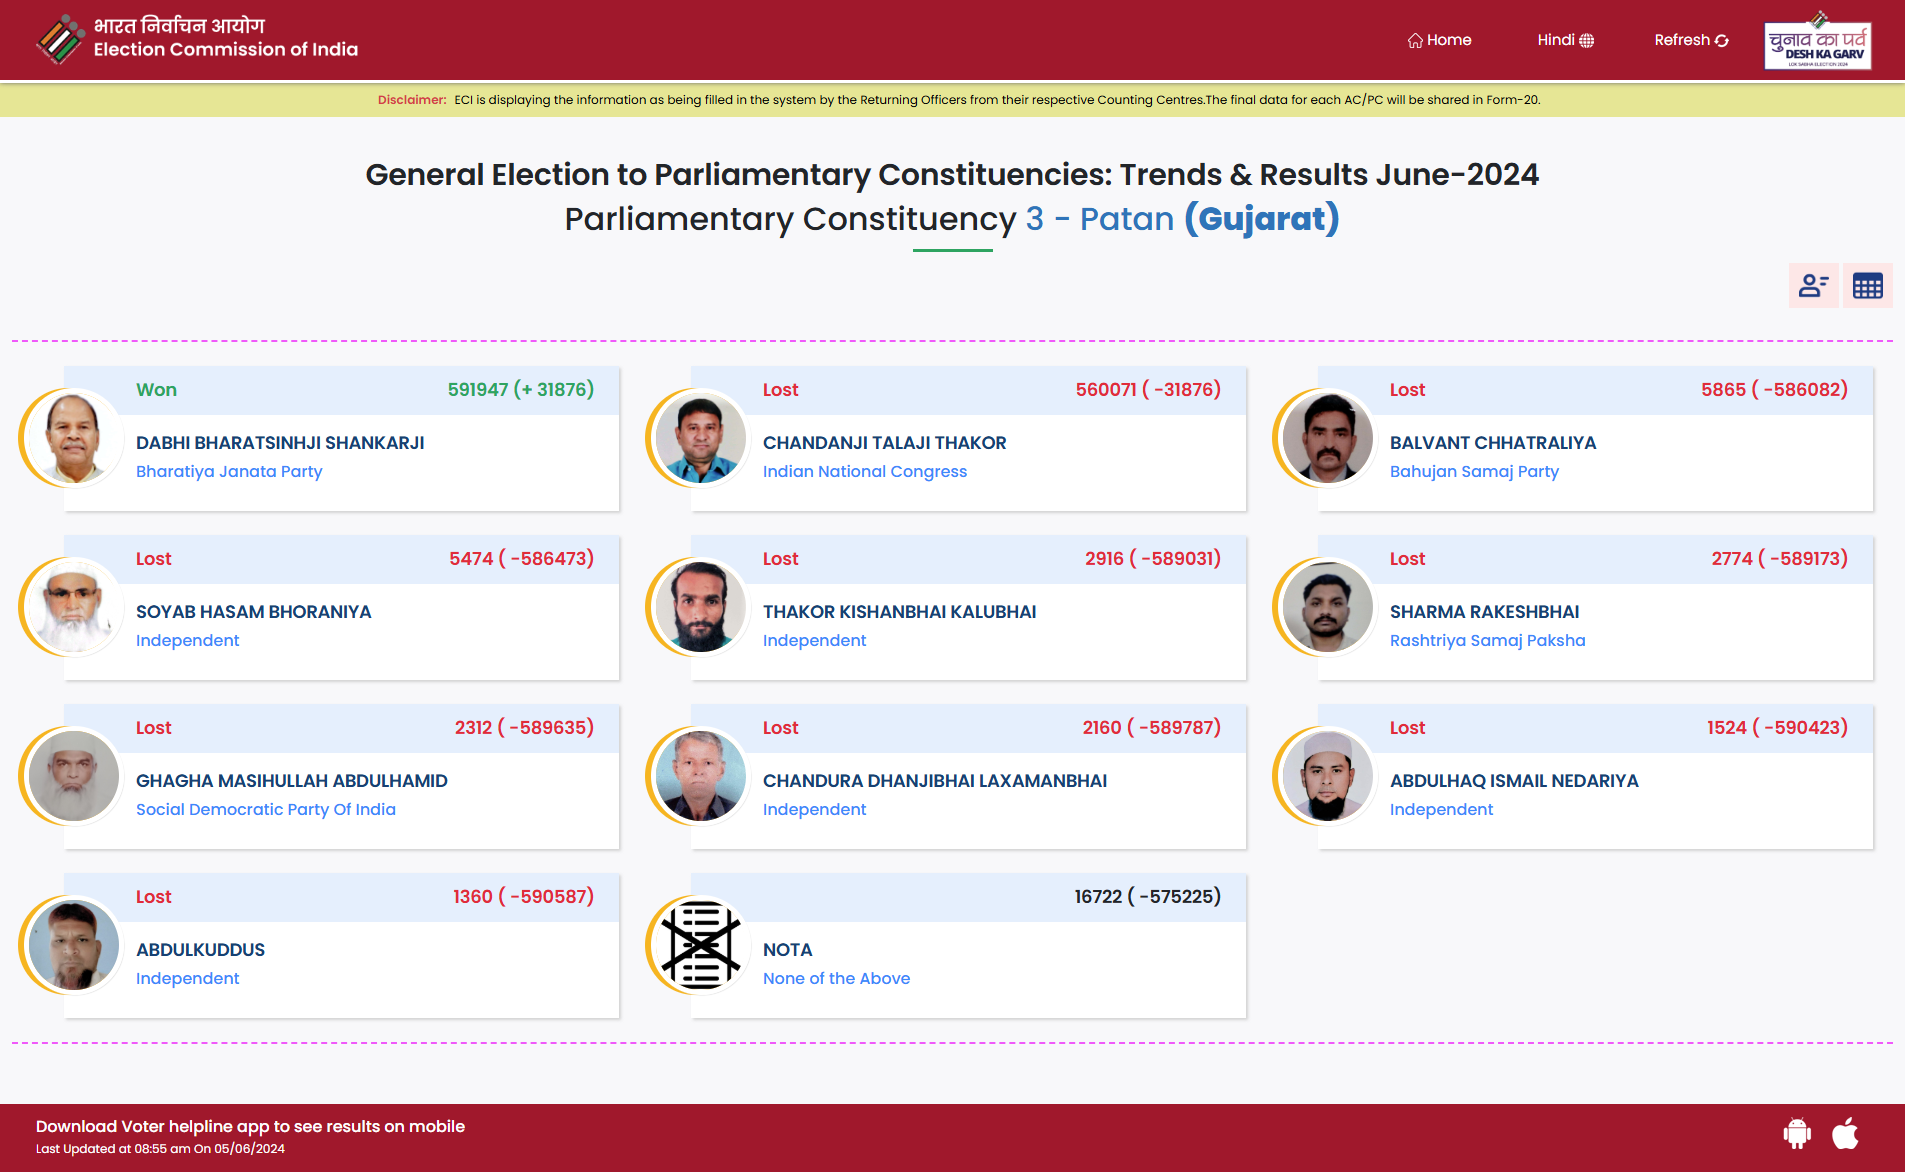 भारत निर्वाचन आयोग
Election Commission of India
Home
Hindi
Refresh
चुनाव का पर्व
DESH KA GARV
LOK SABHA ELECTION 2024
Disclaimer: ECI is displaying the information as being filled in the system by the Returning Officers from their respective Counting Centres.The final data for each AC/PC will be shared in Form-20.
General Election to Parliamentary Constituencies: Trends & Results June-2024
Parliamentary Constituency 3 - Patan (Gujarat)
Won 591947 (+ 31876)
DABHI BHARATSINHJI SHANKARJI
Bharatiya Janata Party
Lost 560071 ( -31876)
CHANDANJI TALAJI THAKOR
Indian National Congress
Lost 5865 ( -586082)
BALVANT CHHATRALIYA
Bahujan Samaj Party
Lost 5474 ( -586473)
SOYAB HASAM BHORANIYA
Independent
Lost 2916 ( -589031)
THAKOR KISHANBHAI KALUBHAI
Independent
Lost 2774 ( -589173)
SHARMA RAKESHBHAI
Rashtriya Samaj Paksha
Lost 2312 ( -589635)
GHAGHA MASIHULLAH ABDULHAMID
Social Democratic Party Of India
Lost 2160 ( -589787)
CHANDURA DHANJIBHAI LAXAMANBHAI
Independent
Lost 1524 ( -590423)
ABDULHAQ ISMAIL NEDARIYA
Independent
Lost 1360 ( -590587)
ABDULKUDDUS
Independent
16722 ( -575225)
NOTA
None of the Above
Download Voter helpline app to see results on mobile
Last Updated at 08:55 am On 05/06/2024